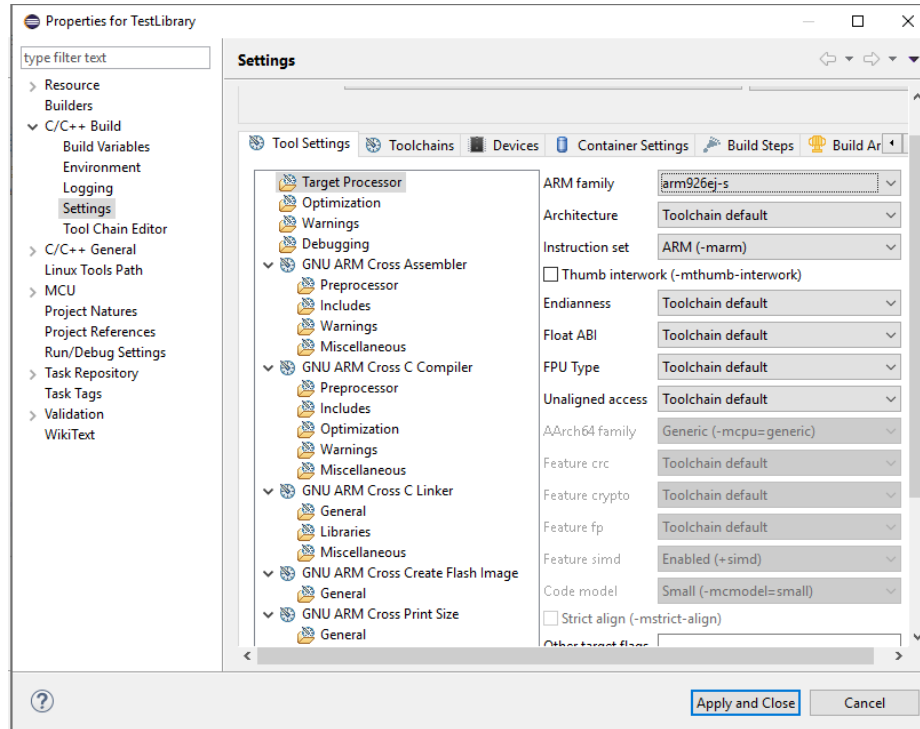 Properties for TestLibrary
type filter text
Resource
Builders
C/C++ Build
Build Variables
Environment
Logging
Settings
Tool Chain Editor
C/C++ General
Linux Tools Path
MCU
Project Natures
Project References
Run/Debug Settings
Task Repository
Task Tags
Validation
WikiText
Settings
Tool Settings Toolchains Devices Container Settings Build Steps Build Ar
Target Processor
Optimization
Warnings
Debugging
GNU ARM Cross Assembler
Preprocessor
Includes
Warnings
Miscellaneous
GNU ARM Cross C Compiler
Preprocessor
Includes
Optimization
Warnings
Miscellaneous
GNU ARM Cross C Linker
General
Libraries
Miscellaneous
GNU ARM Cross Create Flash Image
General
GNU ARM Cross Print Size
General
ARM family arm926ej-s
Architecture Toolchain default
Instruction set ARM (-marm)
Thumb interwork (-mthumb-interwork)
Endianness Toolchain default
Float ABI Toolchain default
FPU Type Toolchain default
Unaligned access Toolchain default
AArch64 family Generic (-mcpu=generic)
Feature crc Toolchain default
Feature crypto Toolchain default
Feature fp Toolchain default
Feature simd Enabled (+simd)
Code model Small (-mcmodel=small)
Strict align (-mstrict-align)
Other target flags
Apply and Close Cancel